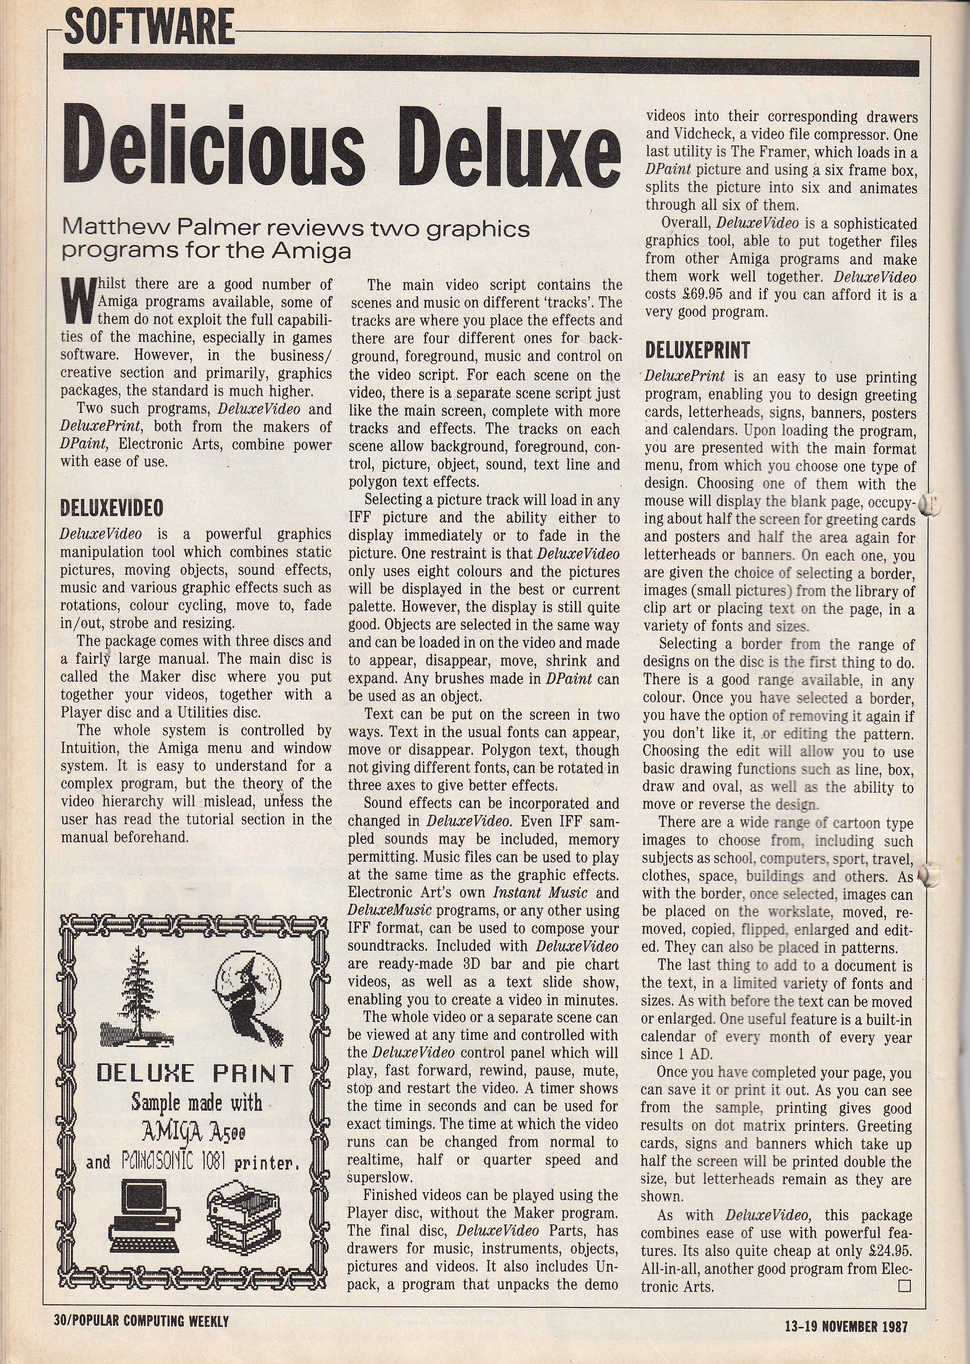 SOFTWARE
Delicious Deluxe
Matthew Palmer reviews two graphics
programs for the Amiga
Whilst there are a good number of
Amiga programs available, some of
them do not exploit the full capabili-
ties of the machine, especially in games
software. However, in the business/
creative section and primarily, graphics
packages, the standard is much higher.
Two such programs, DeluxeVideo and
DeluxePrint, both from the makers of
DPaint, Electronic Arts, combine power
with ease of use.
DELUXEVIDEO
DeluxeVideo is a powerful graphics
manipulation tool which combines static
pictures, moving objects, sound effects,
music and various graphic effects such as
rotations, colour cycling, move to, fade
in/out, strobe and resizing.
The package comes with three discs and
a fairly large manual. The main disc is
called the Maker disc where you put
together your videos, together with a
Player disc and a Utilities disc.
The whole system is controlled by
Intuition, the Amiga menu and window
system. It is easy to understand for a
complex program, but the theory of the
video hierarchy will mislead, unless the
user has read the tutorial section in the
manual beforehand.
DELUXE PRINT
Sample made with
AMIGA A500
and PANASONIC 1081 printer.
The main video script contains the
scenes and music on different 'tracks'. The
tracks are where you place the effects and
there are four different ones for back-
ground, foreground, music and control on
the video script. For each scene on the
video, there is a separate scene script just
like the main screen, complete with more
tracks and effects. The tracks on each
scene allow background, foreground, con-
trol, picture, object, sound, text line and
polygon text effects.
Selecting a picture track will load in any
IFF picture and the ability either to
display immediately or to fade in the
picture. One restraint is that DeluxeVideo
only uses eight colours and the pictures
will be displayed in the best or current
palette. However, the display is still quite
good. Objects are selected in the same way
and can be loaded in on the video and made
to appear, disappear, move, shrink and
expand. Any brushes made in DPaint can
be used as an object.
Text can be put on the screen in two
ways. Text in the usual fonts can appear,
move or disappear. Polygon text, though
not giving different fonts, can be rotated in
three axes to give better effects.
Sound effects can be incorporated and
changed in DeluxeVideo. Even IFF sam-
pled sounds may be included, memory
permitting. Music files can be used to play
at the same time as the graphic effects.
Electronic Art's own Instant Music and
DeluxeMusic programs, or any other using
IFF format, can be used to compose your
soundtracks. Included with DeluxeVideo
are ready-made 3D bar and pie chart
videos, as well as a text slide show,
enabling you to create a video in minutes.
The whole video or a separate scene can
be viewed at any time and controlled with
the DeluxeVideo control panel which will
play, fast forward, rewind, pause, mute,
stop and restart the video. A timer shows
the time in seconds and can be used for
exact timings. The time at which the video
runs can be changed from normal to
realtime, half or quarter speed and
superslow.
Finished videos can be played using the
Player disc, without the Maker program.
The final disc, DeluxeVideo Parts, has
drawers for music, instruments, objects,
pictures and videos. It also includes Un-
pack, a program that unpacks the demo
videos into their corresponding drawers
and Vidcheck, a video file compressor. One
last utility is The Framer, which loads in a
DPaint picture and using a six frame box,
splits the picture into six and animates
through all six of them.
Overall, DeluxeVideo is a sophisticated
graphics tool, able to put together files
from other Amiga programs and make
them work well together. DeluxeVideo
costs £69.95 and if you can afford it is a
very good program.
DELUXEPRINT
DeluxePrint is an easy to use printing
program, enabling you to design greeting
cards, letterheads, signs, banners, posters
and calendars. Upon loading the program,
you are presented with the main format
menu, from which you choose one type of
design. Choosing one of them with the
mouse will display the blank page, occupy-
ing about half the screen for greeting cards
and posters and half the area again for
letterheads or banners. On each one, you
are given the choice of selecting a border,
images (small pictures) from the library of
clip art or placing text on the page, in a
variety of fonts and sizes.
Selecting a border from the range of
designs on the disc is the first thing to do.
There is a good range available, in any
colour. Once you have selected a border,
you have the option of removing it again if
you don't like it, or editing the pattern.
Choosing the edit will allow you to use
basic drawing functions such as line, box,
draw and oval, as well as the ability to
move or reverse the design.
There are a wide range of cartoon type
images to choose from, including such
subjects as school, computers, sport, travel,
clothes, space, buildings and others. As
with the border, once selected, images can
be placed on the workslate, moved, re-
moved, copied, flipped, enlarged and edit-
ed. They can also be placed in patterns.
The last thing to add to a document is
the text, in a limited variety of fonts and
sizes. As with before the text can be moved
or enlarged. One useful feature is a built-in
calendar of every month of every year
since 1 AD.
Once you have completed your page, you
can save it or print it out. As you can see
from the sample, printing gives good
results on dot matrix printers. Greeting
cards, signs and banners which take up
half the screen will be printed double the
size, but letterheads remain as they are
shown.
As with DeluxeVideo, this package
combines ease of use with powerful fea-
tures. Its also quite cheap at only £24.95.
All-in-all, another good program from Elec-
tronic Arts.
30/POPULAR COMPUTING WEEKLY
13-19 NOVEMBER 1987